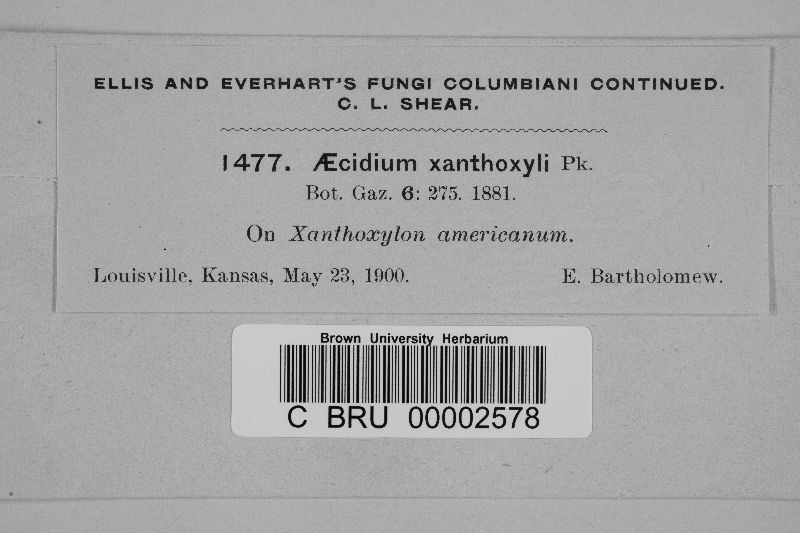 ELLIS AND EVERHART'S FUNGI COLUMBIANI CONTINUED.
C. L. SHEAR.
1477. Æcidium xanthoxyli Pk.
Bot. Gaz. 6: 275. 1881.
On Xanthoxylon americanum.
Louisville, Kansas, May 23, 1900. E. Bartholomew.
Brown University Herbarium
C BRU 00002578